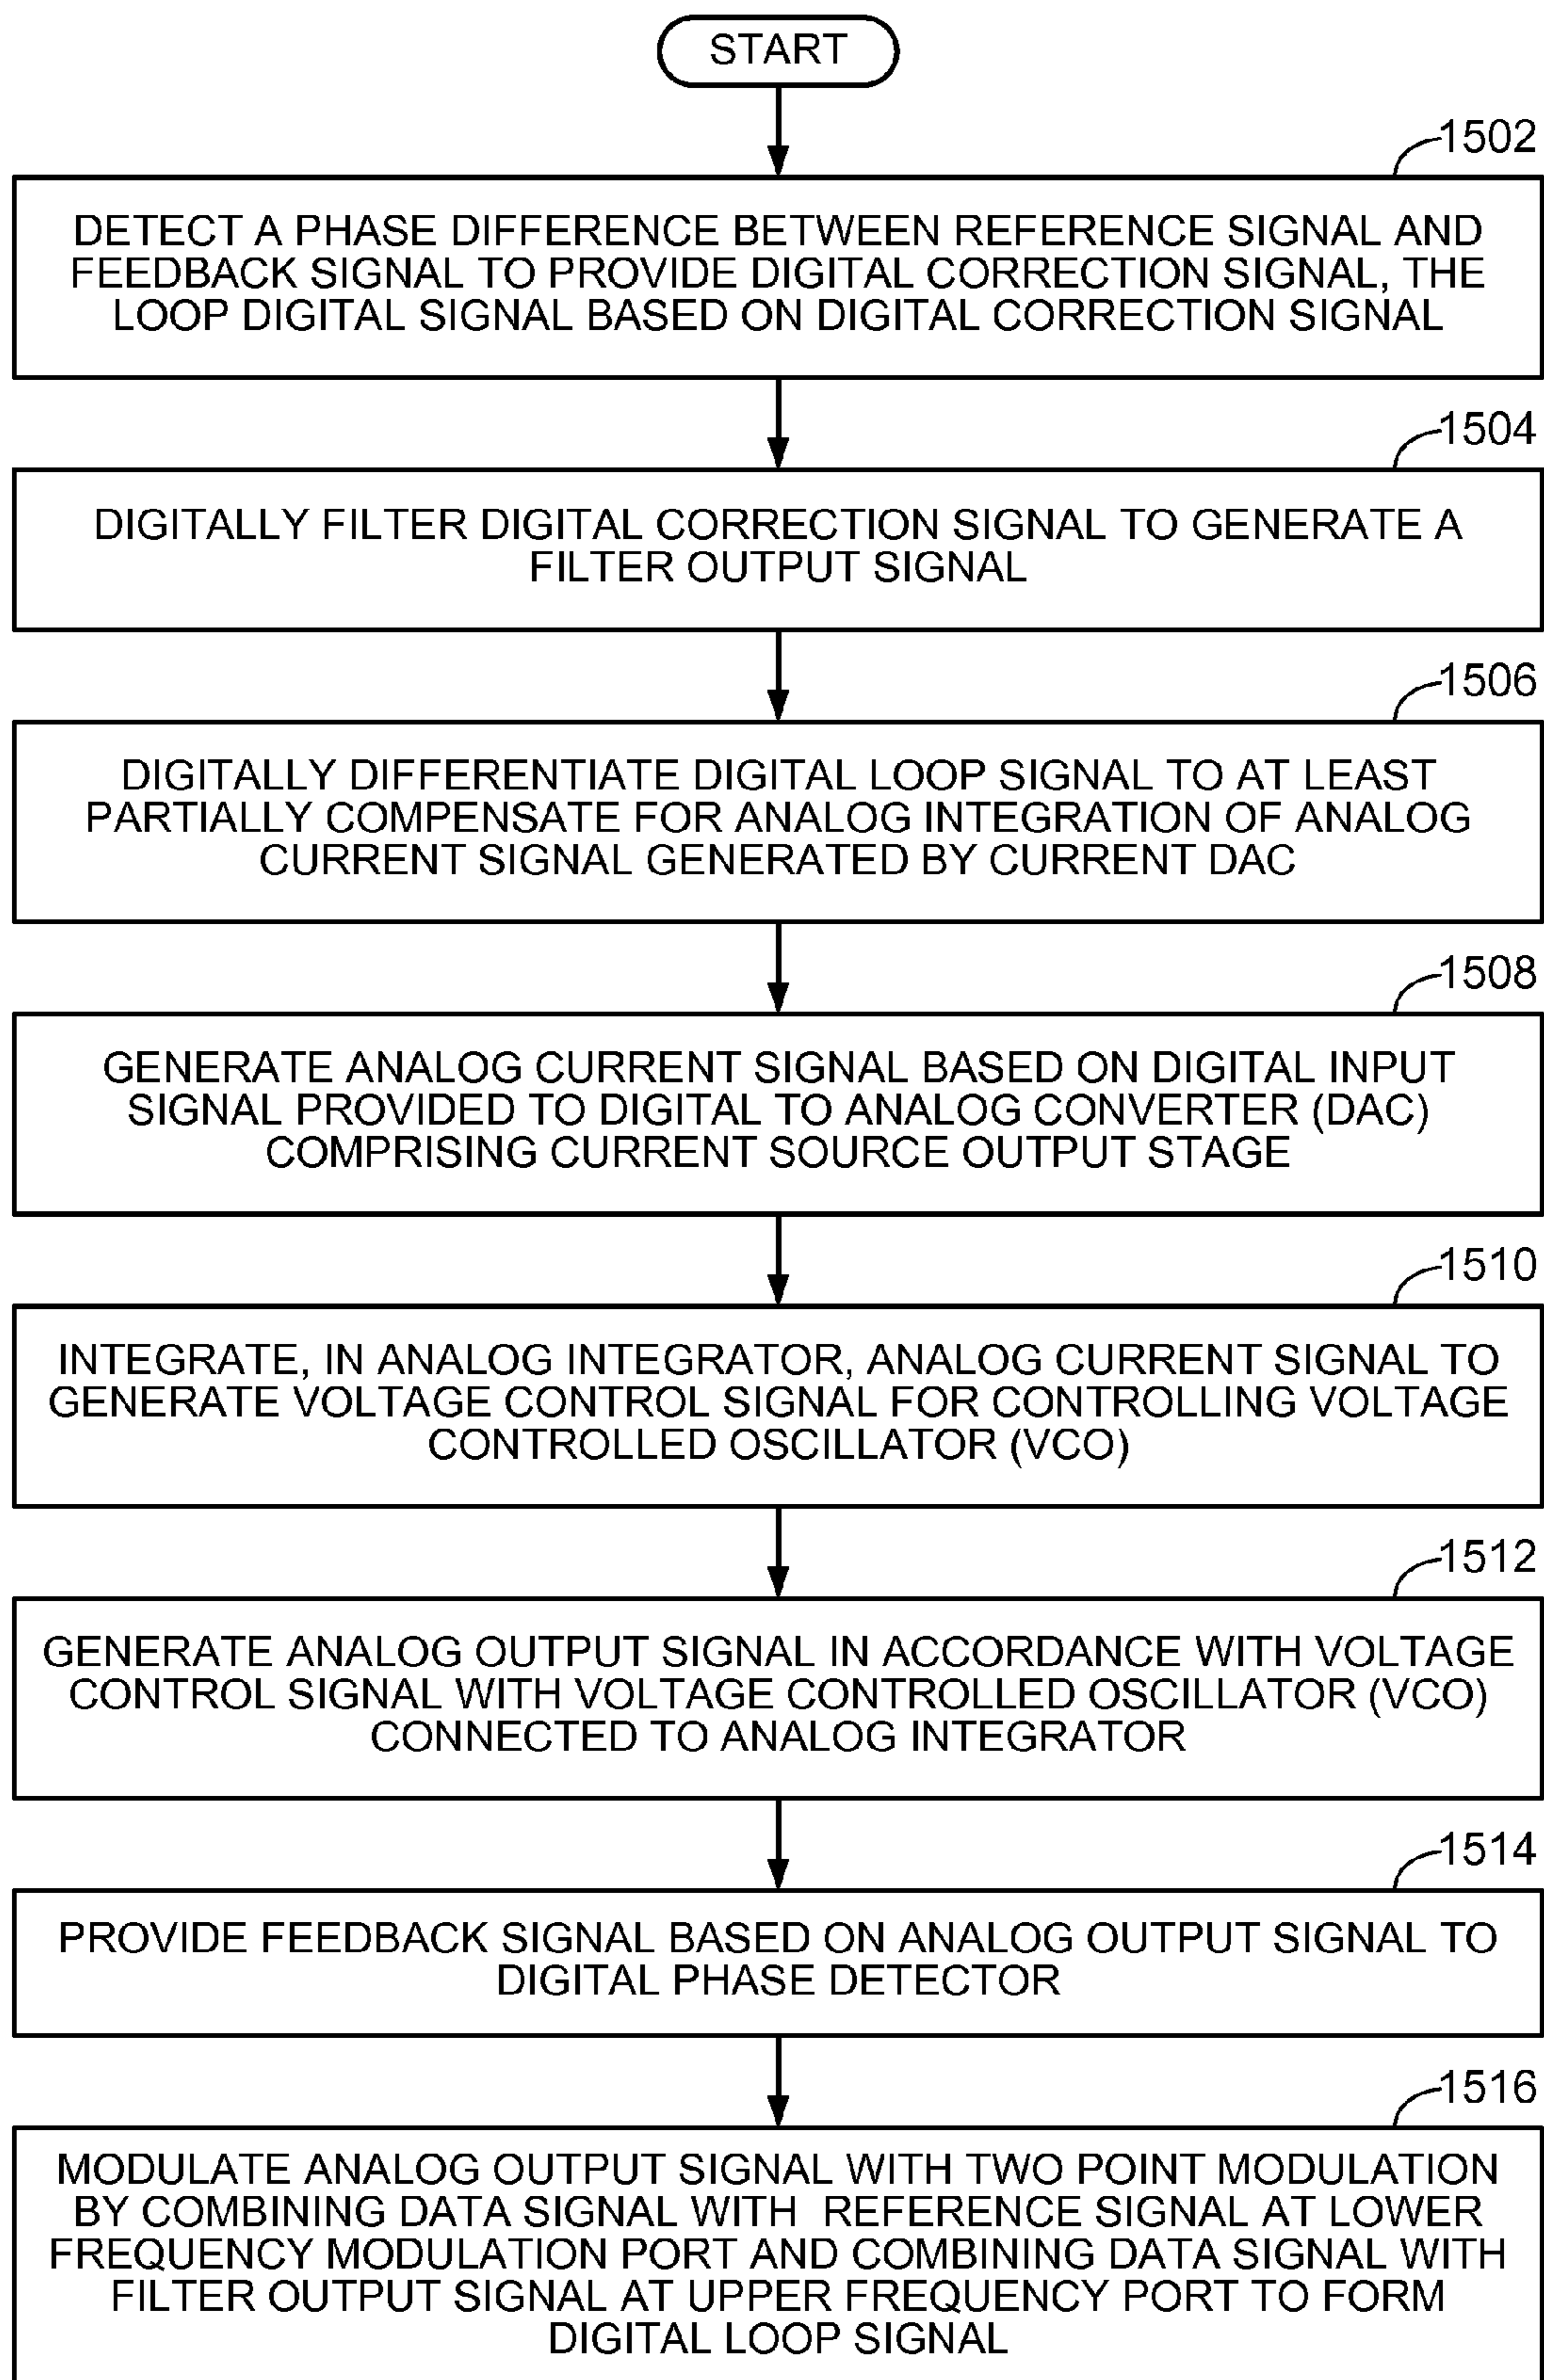 START
1502
DETECT A PHASE DIFFERENCE BETWEEN REFERENCE SIGNAL AND
FEEDBACK SIGNAL TO PROVIDE DIGITAL CORRECTION SIGNAL, THE
LOOP DIGITAL SIGNAL BASED ON DIGITAL CORRECTION SIGNAL
1504
DIGITALLY FILTER DIGITAL CORRECTION SIGNAL TO GENERATE A
FILTER OUTPUT SIGNAL
1506
DIGITALLY DIFFERENTIATE DIGITAL LOOP SIGNAL TO AT LEAST
PARTIALLY COMPENSATE FOR ANALOG INTEGRATION OF ANALOG
CURRENT SIGNAL GENERATED BY CURRENT DAC
1508
GENERATE ANALOG CURRENT SIGNAL BASED ON DIGITAL INPUT
SIGNAL PROVIDED TO DIGITAL TO ANALOG CONVERTER (DAC)
COMPRISING CURRENT SOURCE OUTPUT STAGE
1510
INTEGRATE, IN ANALOG INTEGRATOR, ANALOG CURRENT SIGNAL TO
GENERATE VOLTAGE CONTROL SIGNAL FOR CONTROLLING VOLTAGE
CONTROLLED OSCILLATOR (VCO)
1512
GENERATE ANALOG OUTPUT SIGNAL IN ACCORDANCE WITH VOLTAGE
CONTROL SIGNAL WITH VOLTAGE CONTROLLED OSCILLATOR (VCO)
CONNECTED TO ANALOG INTEGRATOR
1514
PROVIDE FEEDBACK SIGNAL BASED ON ANALOG OUTPUT SIGNAL TO
DIGITAL PHASE DETECTOR
1516
MODULATE ANALOG OUTPUT SIGNAL WITH TWO POINT MODULATION
BY COMBINING DATA SIGNAL WITH REFERENCE SIGNAL AT LOWER
FREQUENCY MODULATION PORT AND COMBINING DATA SIGNAL WITH
FILTER OUTPUT SIGNAL AT UPPER FREQUENCY PORT TO FORM
DIGITAL LOOP SIGNAL